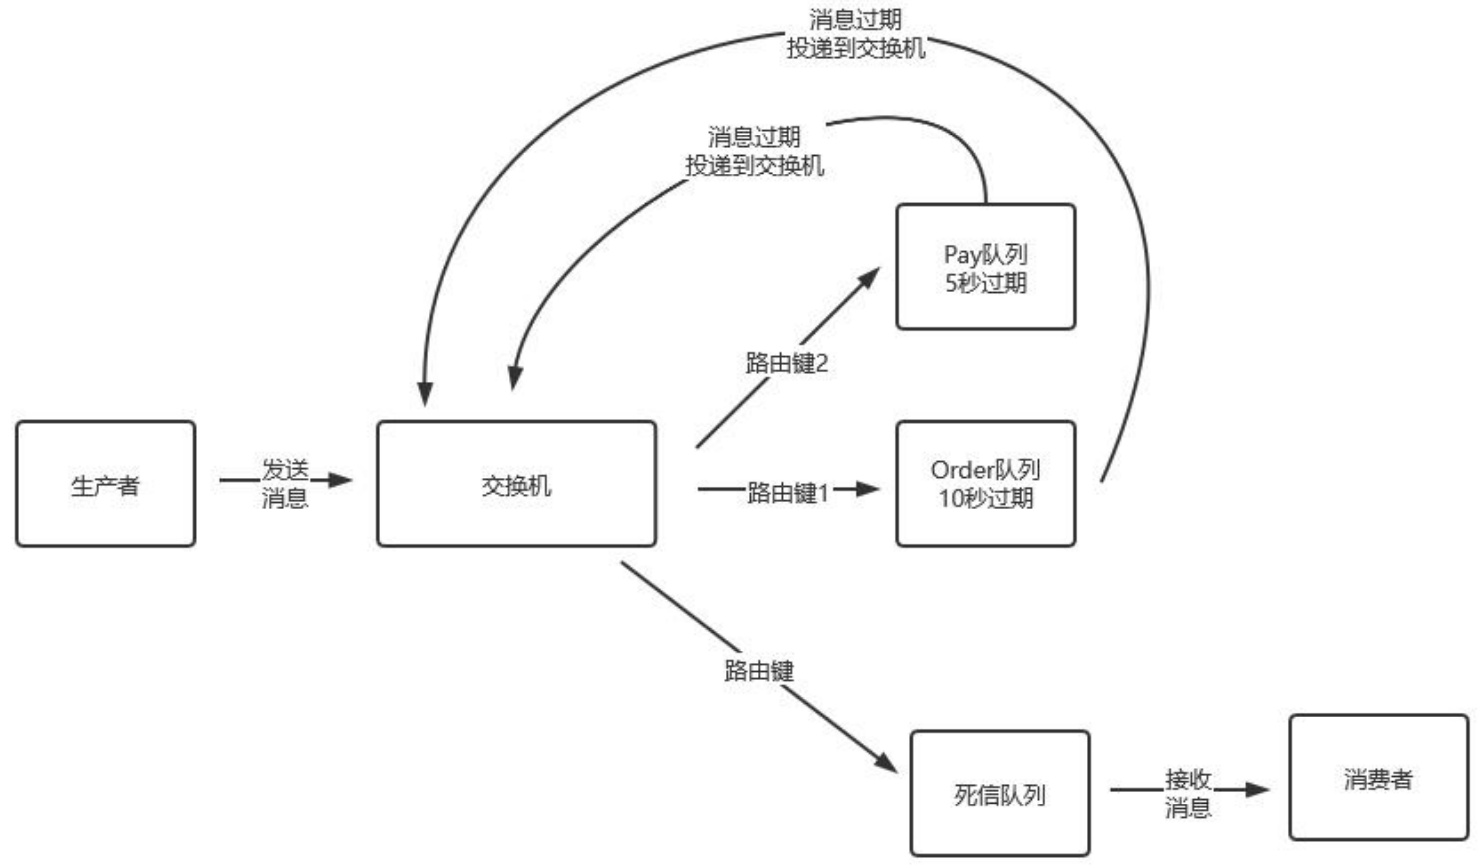 消息过期
投递到交换机
消息过期
投递到交换机
Pay队列
5秒过期
路由键2
生产者
发送
消息
交换机
路由键1
Order队列
10秒过期
路由键
死信队列
接收
消息
消费者